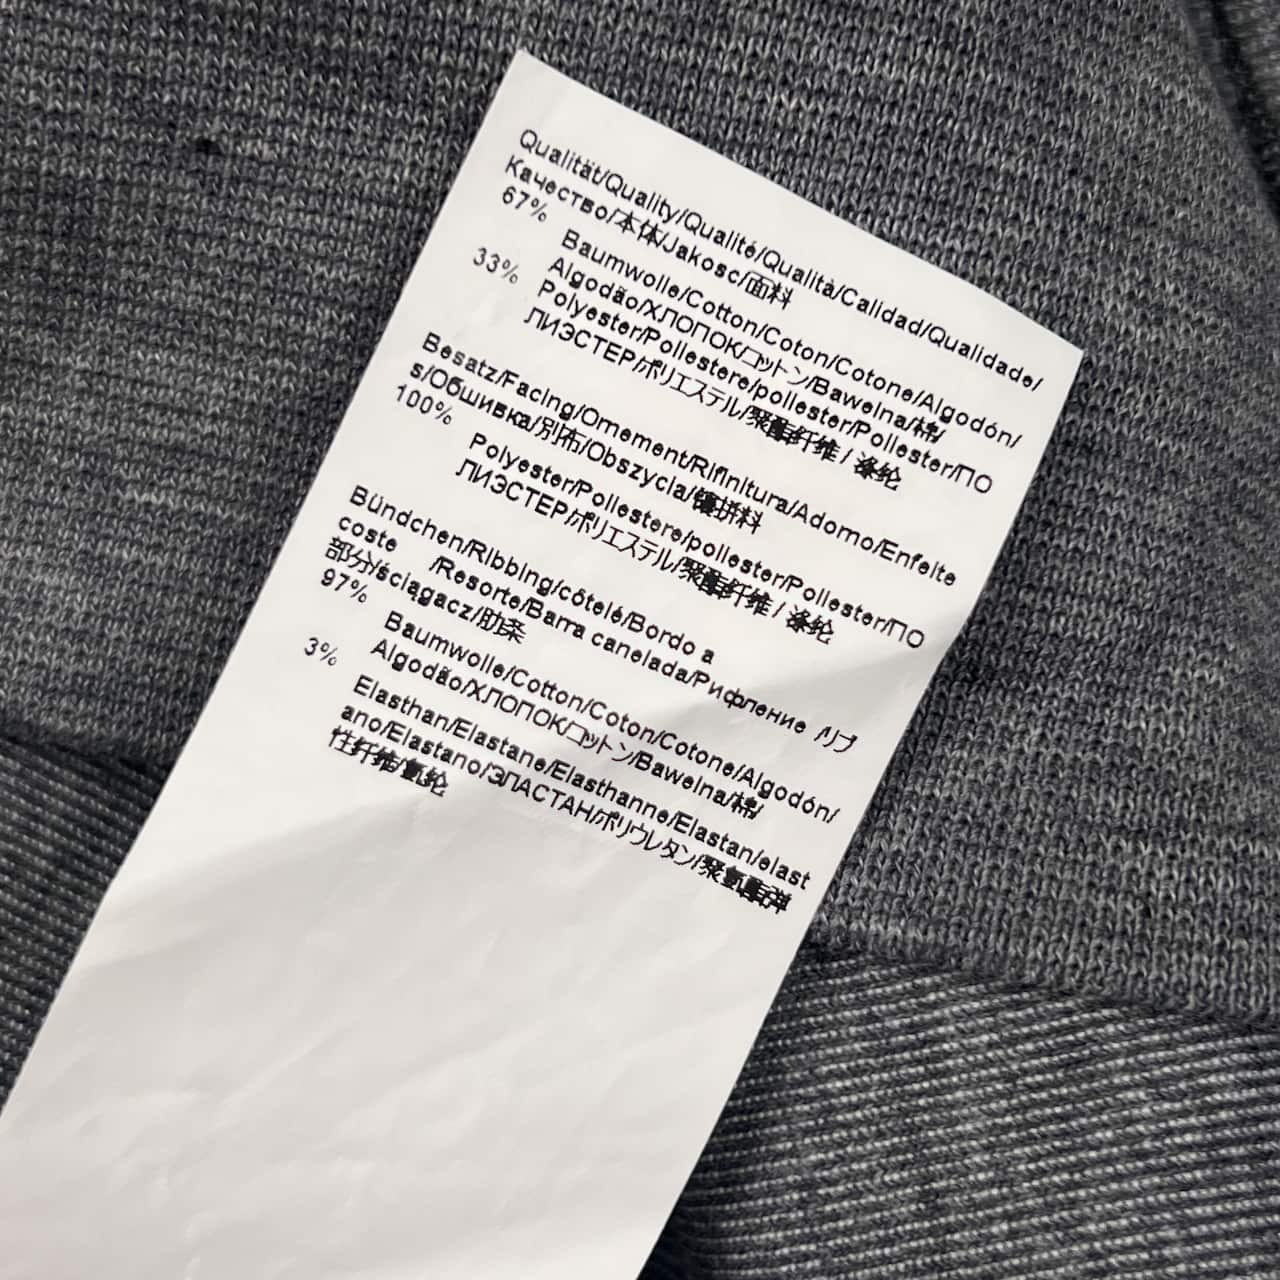 Qualität/Quality/Qualité/Qualità/Calidad/Qualidade/
Качество/本体/Jakosc/面料
67% Baumwolle/Cotton/Coton/Cotone/Algodón/
Algodão/ХЛОПОК/コットン/Bawelna/棉/
33% Polyester/Poliestere/poliester/Poliester/ПО
ЛИЭСТЕР/ポリエステル/聚酯纤维 / 涤纶
Besatz/Facing/Ornement/Rifinitura/Adorno/Enfeite
s/Обшивка/別布/Obszycia/镶拼料
100% Polyester/Poliestere/poliester/Poliester/ПО
ЛИЭСТЕР/ポリエステル/聚酯纤维 / 涤纶
Bündchen/Ribbing/côtelé/Bordo a
coste /Resorte/Barra canelada/Рифление /リブ
部分/ściągacz/肋条
97% Baumwolle/Cotton/Coton/Cotone/Algodón/
Algodão/ХЛОПОК/コットン/Bawelna/棉/
3% Elasthan/Elastane/Elasthanne/Elastan/elast
ano/Elastano/ЭЛАСТАН/ポリウレタン/聚氨酯弹
性纤维/氨纶